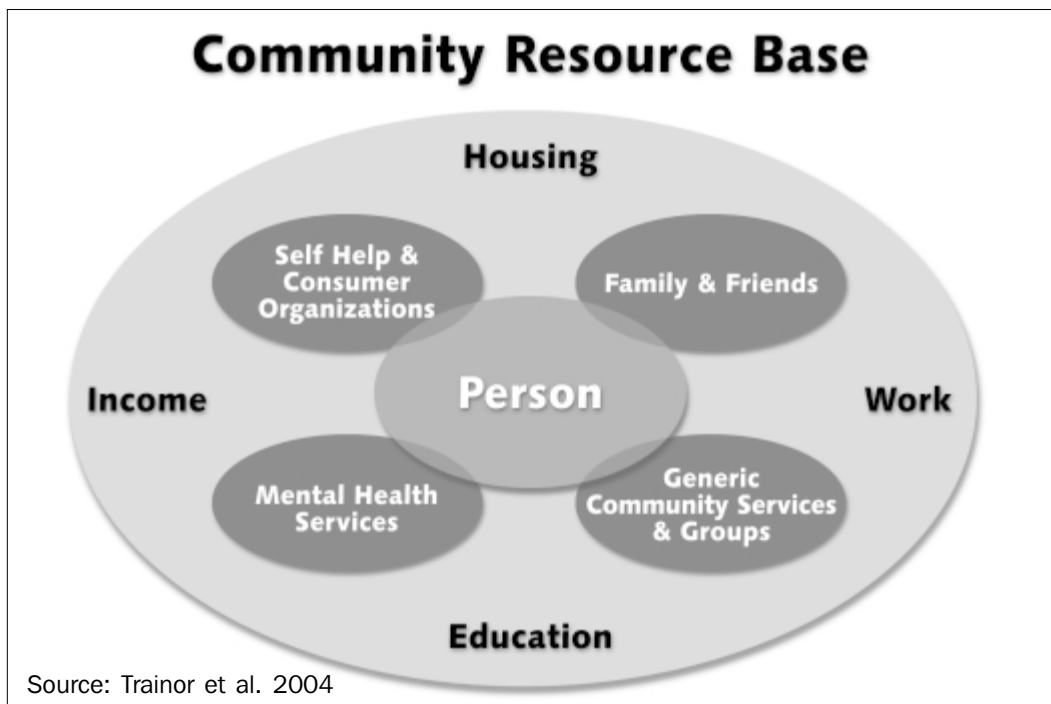 Community Resource Base
Housing
Self Help &
Consumer
Organizations
Family & Friends
Person
Income
Work
Mental Health
Services
Generic
Community Services
& Groups
Education
Source: Trainor et al. 2004